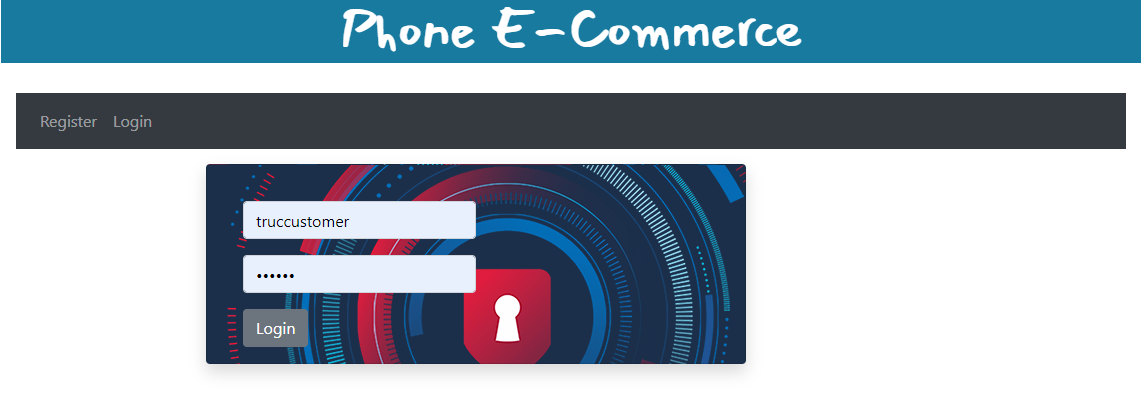 Phone E-Commerce
Register Login
truccustomer
••••••
Login